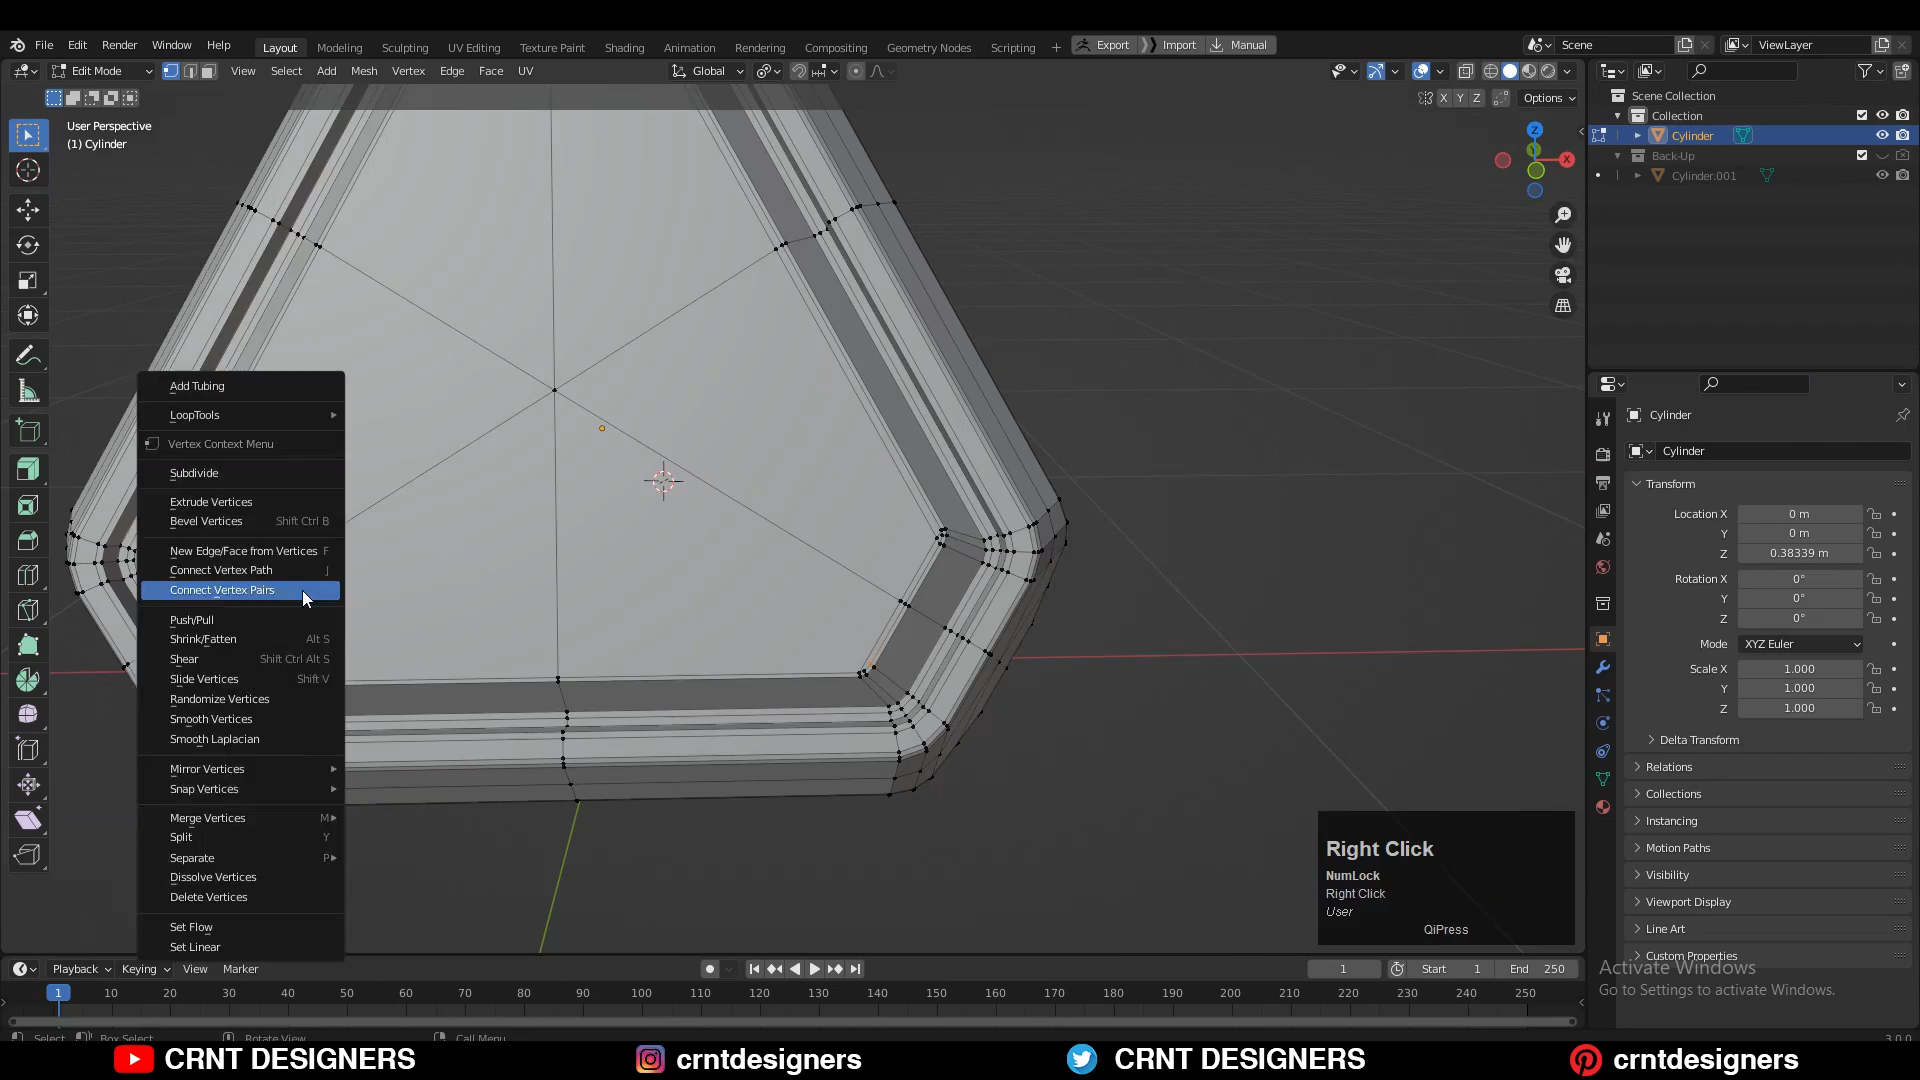 File Edit Render Window Help Layout Modeling Sculpting UV Editing Texture Paint Shading Animation Rendering Compositing Geometry Nodes Scripting + Export Import Manual Scene ViewLayer
Edit Mode View Select Add Mesh Vertex Edge Face UV Global
X Y Z Options
User Perspective
(1) Cylinder
Z
X
Scene Collection
Collection
Cylinder
Back-Up
Cylinder.001
Add Tubing
LoopTools
Vertex Context Menu
Subdivide
Extrude Vertices
Bevel Vertices Shift Ctrl B
New Edge/Face from Vertices F
Connect Vertex Path J
Connect Vertex Pairs
Push/Pull
Shrink/Fatten Alt S
Shear Shift Ctrl Alt S
Slide Vertices Shift V
Randomize Vertices
Smooth Vertices
Smooth Laplacian
Mirror Vertices
Snap Vertices
Merge Vertices M
Split Y
Separate P
Dissolve Vertices
Delete Vertices
Set Flow
Set Linear
Cylinder
Cylinder
Transform
Location X 0 m
Y 0 m
Z 0.38339 m
Rotation X 0°
Y 0°
Z 0°
Mode XYZ Euler
Scale X 1.000
Y 1.000
Z 1.000
Delta Transform
Relations
Collections
Instancing
Motion Paths
Visibility
Viewport Display
Line Art
Custom Properties
Right Click
NumLock
Right Click
User
QiPress
Activate Windows
Go to Settings to activate Windows.
Playback Keying View Marker 1 Start 1 End 250
1 10 20 30 40 50 60 70 80 90 100 110 120 130 140 150 160 170 180 190 200 210 220 230 240 250
Select Box Select Rotate View Call Menu 3.0.0
CRNT DESIGNERS crntdesigners CRNT DESIGNERS crntdesigners